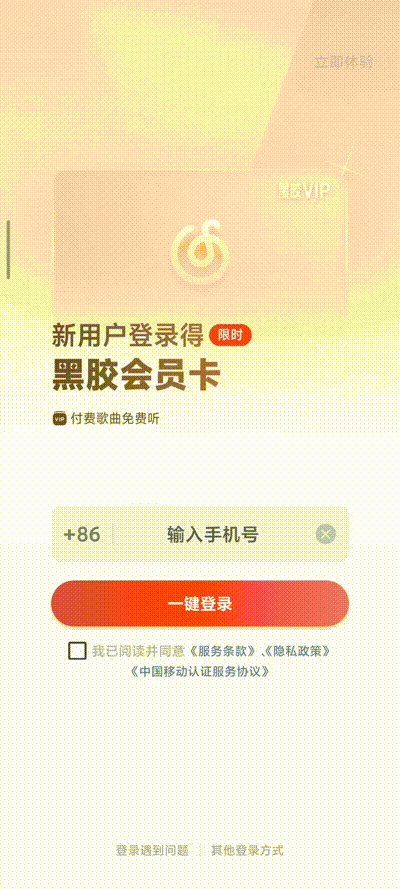 立即体验
黑胶VIP
新用户登录得 限时
黑胶会员卡
VIP 付费歌曲免费听
+86 输入手机号
一键登录
我已阅读并同意《服务条款》、《隐私政策》
《中国移动认证服务协议》
登录遇到问题 | 其他登录方式